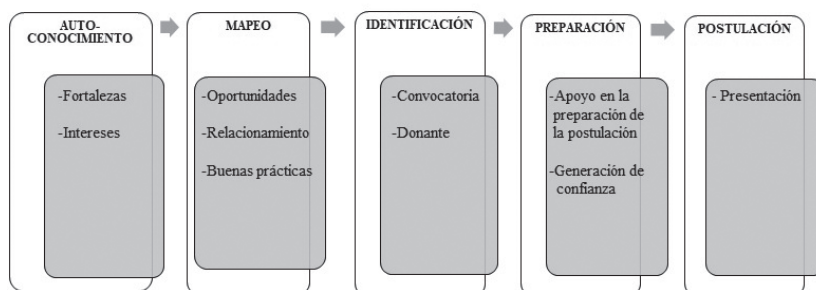 AUTO-
CONOCIMIENTO
-Fortalezas
-Intereses
MAPEO
-Oportunidades
-Relacionamiento
-Buenas prácticas
IDENTIFICACIÓN
-Convocatoria
-Donante
PREPARACIÓN
-Apoyo en la
preparación de
la postulación
-Generación de
confianza
POSTULACIÓN
- Presentación